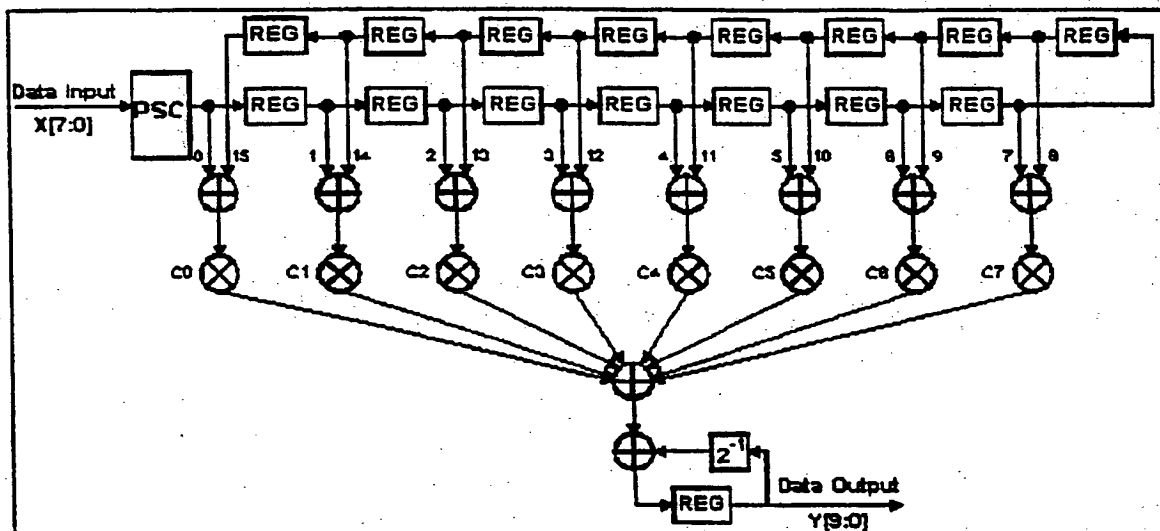 REG REG REG REG REG REG REG REG
Data Input
X[7:0]
PSC
REG REG REG REG REG REG REG
0 15 1 14 2 13 3 12 4 11 5 10 6 9 7 8
C0 C1 C2 C3 C4 C5 C6 C7
2⁻¹
REG
Data Output
Y[9:0]